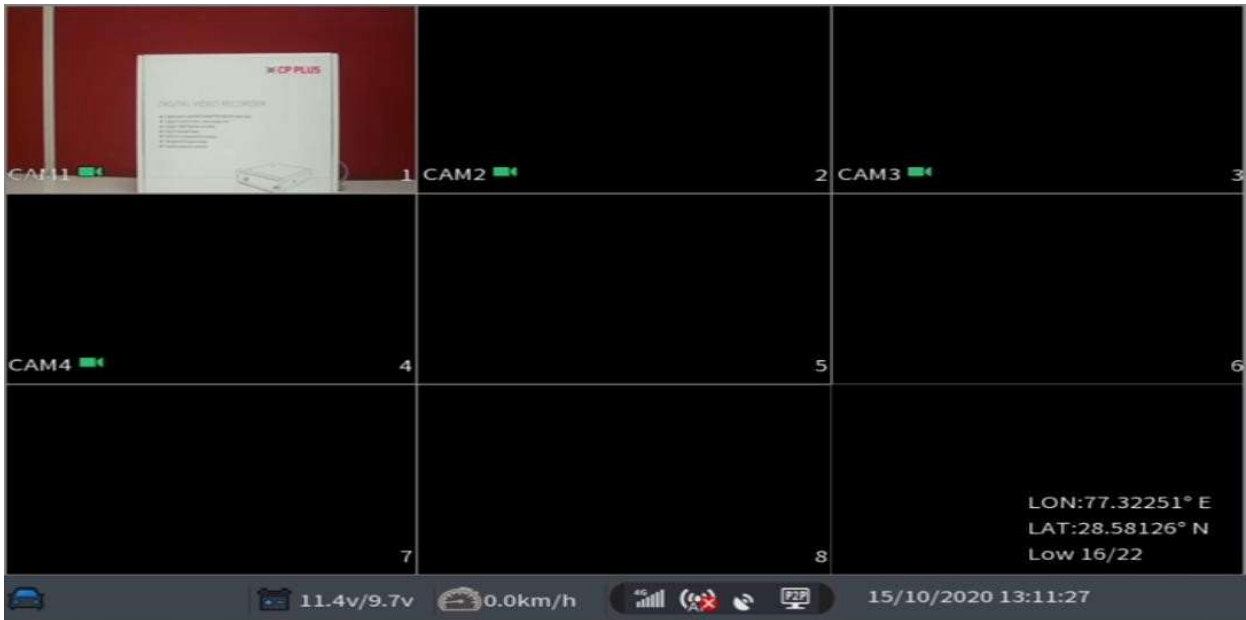 CP PLUS
DIGITAL VIDEO RECORDER
CAM1 1
CAM2 2
CAM3 3
CAM4 4
5
6
7
8
LON:77.32251° E
LAT:28.58126° N
Low 16/22
11.4v/9.7v
0.0km/h
4G
P2P
15/10/2020 13:11:27